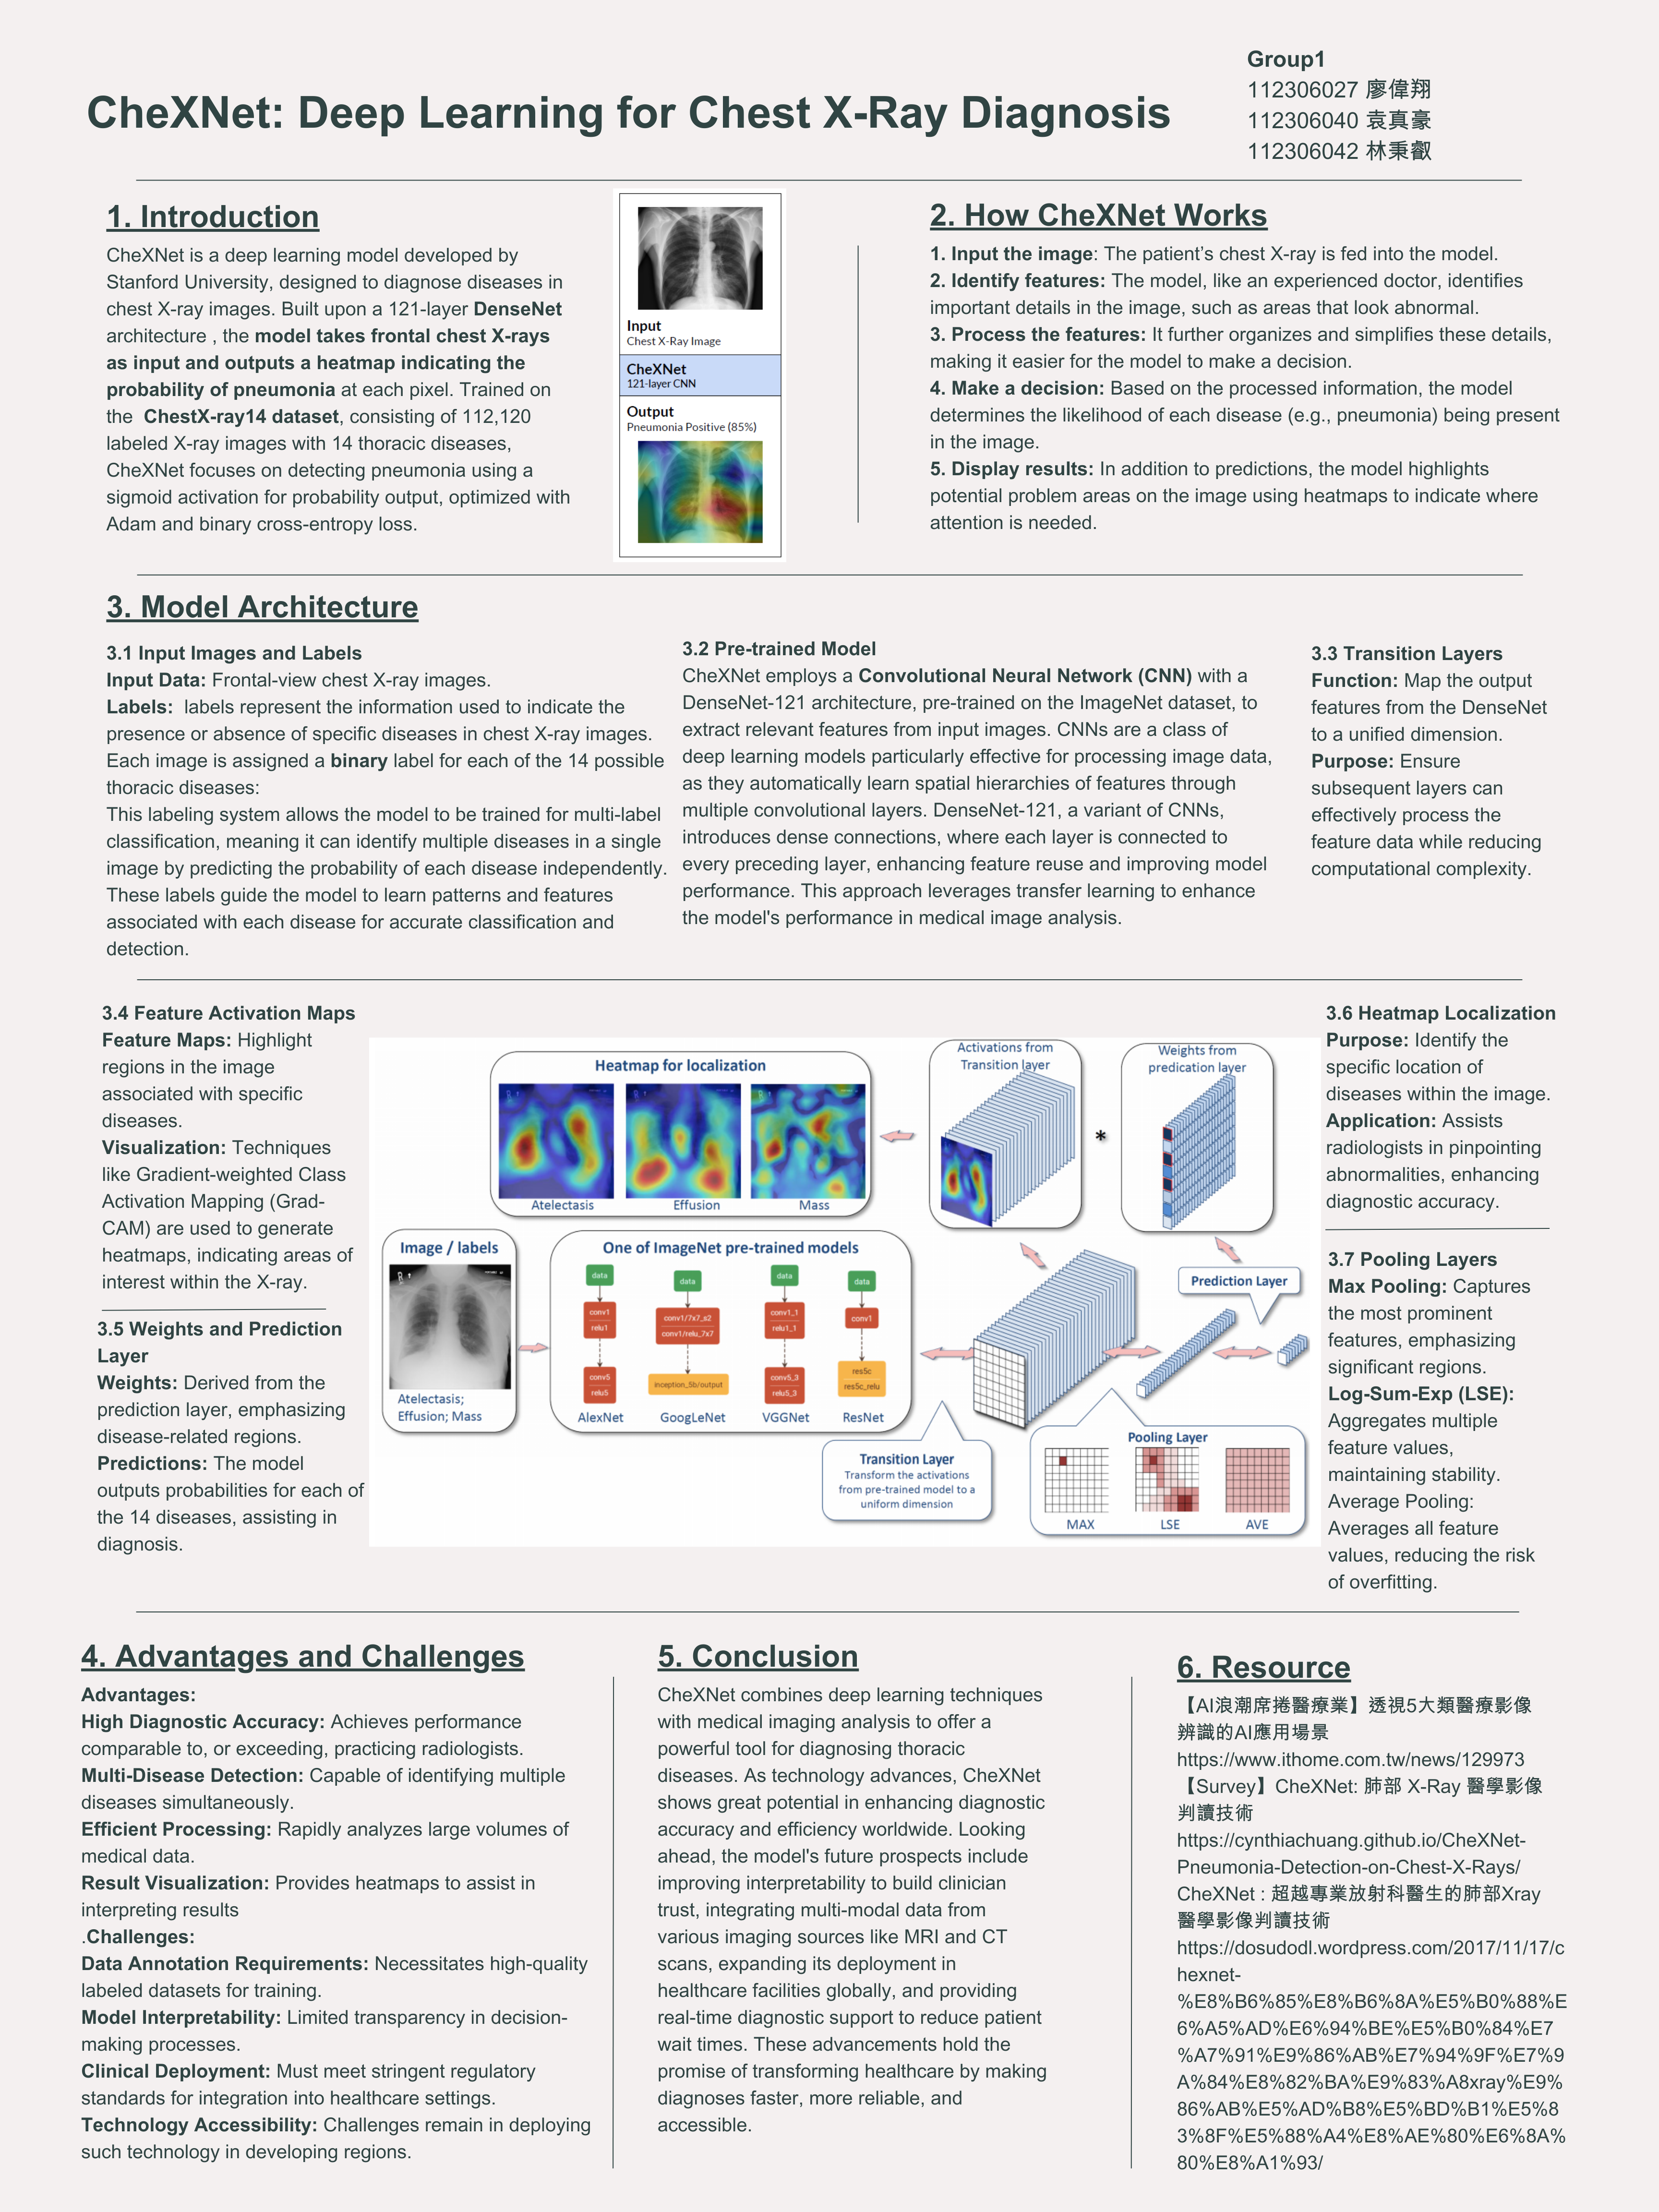 CheXNet: Deep Learning for Chest X-Ray Diagnosis
Group1
112306027 廖偉翔
112306040 袁真豪
112306042 林秉叡
1. Introduction
CheXNet is a deep learning model developed by
Stanford University, designed to diagnose diseases in
chest X-ray images. Built upon a 121-layer DenseNet
architecture , the model takes frontal chest X-rays
as input and outputs a heatmap indicating the
probability of pneumonia at each pixel. Trained on
the ChestX-ray14 dataset, consisting of 112,120
labeled X-ray images with 14 thoracic diseases,
CheXNet focuses on detecting pneumonia using a
sigmoid activation for probability output, optimized with
Adam and binary cross-entropy loss.
Input
Chest X-Ray Image
CheXNet
121-layer CNN
Output
Pneumonia Positive (85%)
2. How CheXNet Works
1. Input the image: The patient’s chest X-ray is fed into the model.
2. Identify features: The model, like an experienced doctor, identifies
important details in the image, such as areas that look abnormal.
3. Process the features: It further organizes and simplifies these details,
making it easier for the model to make a decision.
4. Make a decision: Based on the processed information, the model
determines the likelihood of each disease (e.g., pneumonia) being present
in the image.
5. Display results: In addition to predictions, the model highlights
potential problem areas on the image using heatmaps to indicate where
attention is needed.
3. Model Architecture
3.1 Input Images and Labels
Input Data: Frontal-view chest X-ray images.
Labels: labels represent the information used to indicate the
presence or absence of specific diseases in chest X-ray images.
Each image is assigned a binary label for each of the 14 possible
thoracic diseases:
This labeling system allows the model to be trained for multi-label
classification, meaning it can identify multiple diseases in a single
image by predicting the probability of each disease independently.
These labels guide the model to learn patterns and features
associated with each disease for accurate classification and
detection.
3.2 Pre-trained Model
CheXNet employs a Convolutional Neural Network (CNN) with a
DenseNet-121 architecture, pre-trained on the ImageNet dataset, to
extract relevant features from input images. CNNs are a class of
deep learning models particularly effective for processing image data,
as they automatically learn spatial hierarchies of features through
multiple convolutional layers. DenseNet-121, a variant of CNNs,
introduces dense connections, where each layer is connected to
every preceding layer, enhancing feature reuse and improving model
performance. This approach leverages transfer learning to enhance
the model's performance in medical image analysis.
3.3 Transition Layers
Function: Map the output
features from the DenseNet
to a unified dimension.
Purpose: Ensure
subsequent layers can
effectively process the
feature data while reducing
computational complexity.
3.4 Feature Activation Maps
Feature Maps: Highlight
regions in the image
associated with specific
diseases.
Visualization: Techniques
like Gradient-weighted Class
Activation Mapping (Grad-
CAM) are used to generate
heatmaps, indicating areas of
interest within the X-ray.
3.5 Weights and Prediction
Layer
Weights: Derived from the
prediction layer, emphasizing
disease-related regions.
Predictions: The model
outputs probabilities for each of
the 14 diseases, assisting in
diagnosis.
Heatmap for localization
Atelectasis
Effusion
Mass
Activations from
Transition layer
*
Weights from
predication layer
Image / labels
Atelectasis;
Effusion; Mass
One of ImageNet pre-trained models
data
data
data
data
conv1
relu1
conv1/7x7_s2
conv1/relu_7x7
conv1_1
relu1_1
conv1
conv5
relu5
inception_5b/output
conv5_3
relu5_3
res5c
res5c_relu
AlexNet
GoogLeNet
VGGNet
ResNet
Prediction Layer
Transition Layer
Transform the activations
from pre-trained model to a
uniform dimension
Pooling Layer
MAX
LSE
AVE
3.6 Heatmap Localization
Purpose: Identify the
specific location of
diseases within the image.
Application: Assists
radiologists in pinpointing
abnormalities, enhancing
diagnostic accuracy.
3.7 Pooling Layers
Max Pooling: Captures
the most prominent
features, emphasizing
significant regions.
Log-Sum-Exp (LSE):
Aggregates multiple
feature values,
maintaining stability.
Average Pooling:
Averages all feature
values, reducing the risk
of overfitting.
4. Advantages and Challenges
Advantages:
High Diagnostic Accuracy: Achieves performance
comparable to, or exceeding, practicing radiologists.
Multi-Disease Detection: Capable of identifying multiple
diseases simultaneously.
Efficient Processing: Rapidly analyzes large volumes of
medical data.
Result Visualization: Provides heatmaps to assist in
interpreting results
.Challenges:
Data Annotation Requirements: Necessitates high-quality
labeled datasets for training.
Model Interpretability: Limited transparency in decision-
making processes.
Clinical Deployment: Must meet stringent regulatory
standards for integration into healthcare settings.
Technology Accessibility: Challenges remain in deploying
such technology in developing regions.
5. Conclusion
CheXNet combines deep learning techniques
with medical imaging analysis to offer a
powerful tool for diagnosing thoracic
diseases. As technology advances, CheXNet
shows great potential in enhancing diagnostic
accuracy and efficiency worldwide. Looking
ahead, the model's future prospects include
improving interpretability to build clinician
trust, integrating multi-modal data from
various imaging sources like MRI and CT
scans, expanding its deployment in
healthcare facilities globally, and providing
real-time diagnostic support to reduce patient
wait times. These advancements hold the
promise of transforming healthcare by making
diagnoses faster, more reliable, and
accessible.
6. Resource
【AI浪潮席捲醫療業】透視5大類醫療影像
辨識的AI應用場景
https://www.ithome.com.tw/news/129973
【Survey】CheXNet: 肺部 X-Ray 醫學影像
判讀技術
https://cynthiachuang.github.io/CheXNet-
Pneumonia-Detection-on-Chest-X-Rays/
CheXNet : 超越專業放射科醫生的肺部Xray
醫學影像判讀技術
https://dosudodl.wordpress.com/2017/11/17/c
hexnet-
%E8%B6%85%E8%B6%8A%E5%B0%88%E
6%A5%AD%E6%94%BE%E5%B0%84%E7
%A7%91%E9%86%AB%E7%94%9F%E7%9
A%84%E8%82%BA%E9%83%A8xray%E9%
86%AB%E5%AD%B8%E5%BD%B1%E5%8
3%8F%E5%88%A4%E8%AE%80%E6%8A%
80%E8%A1%93/